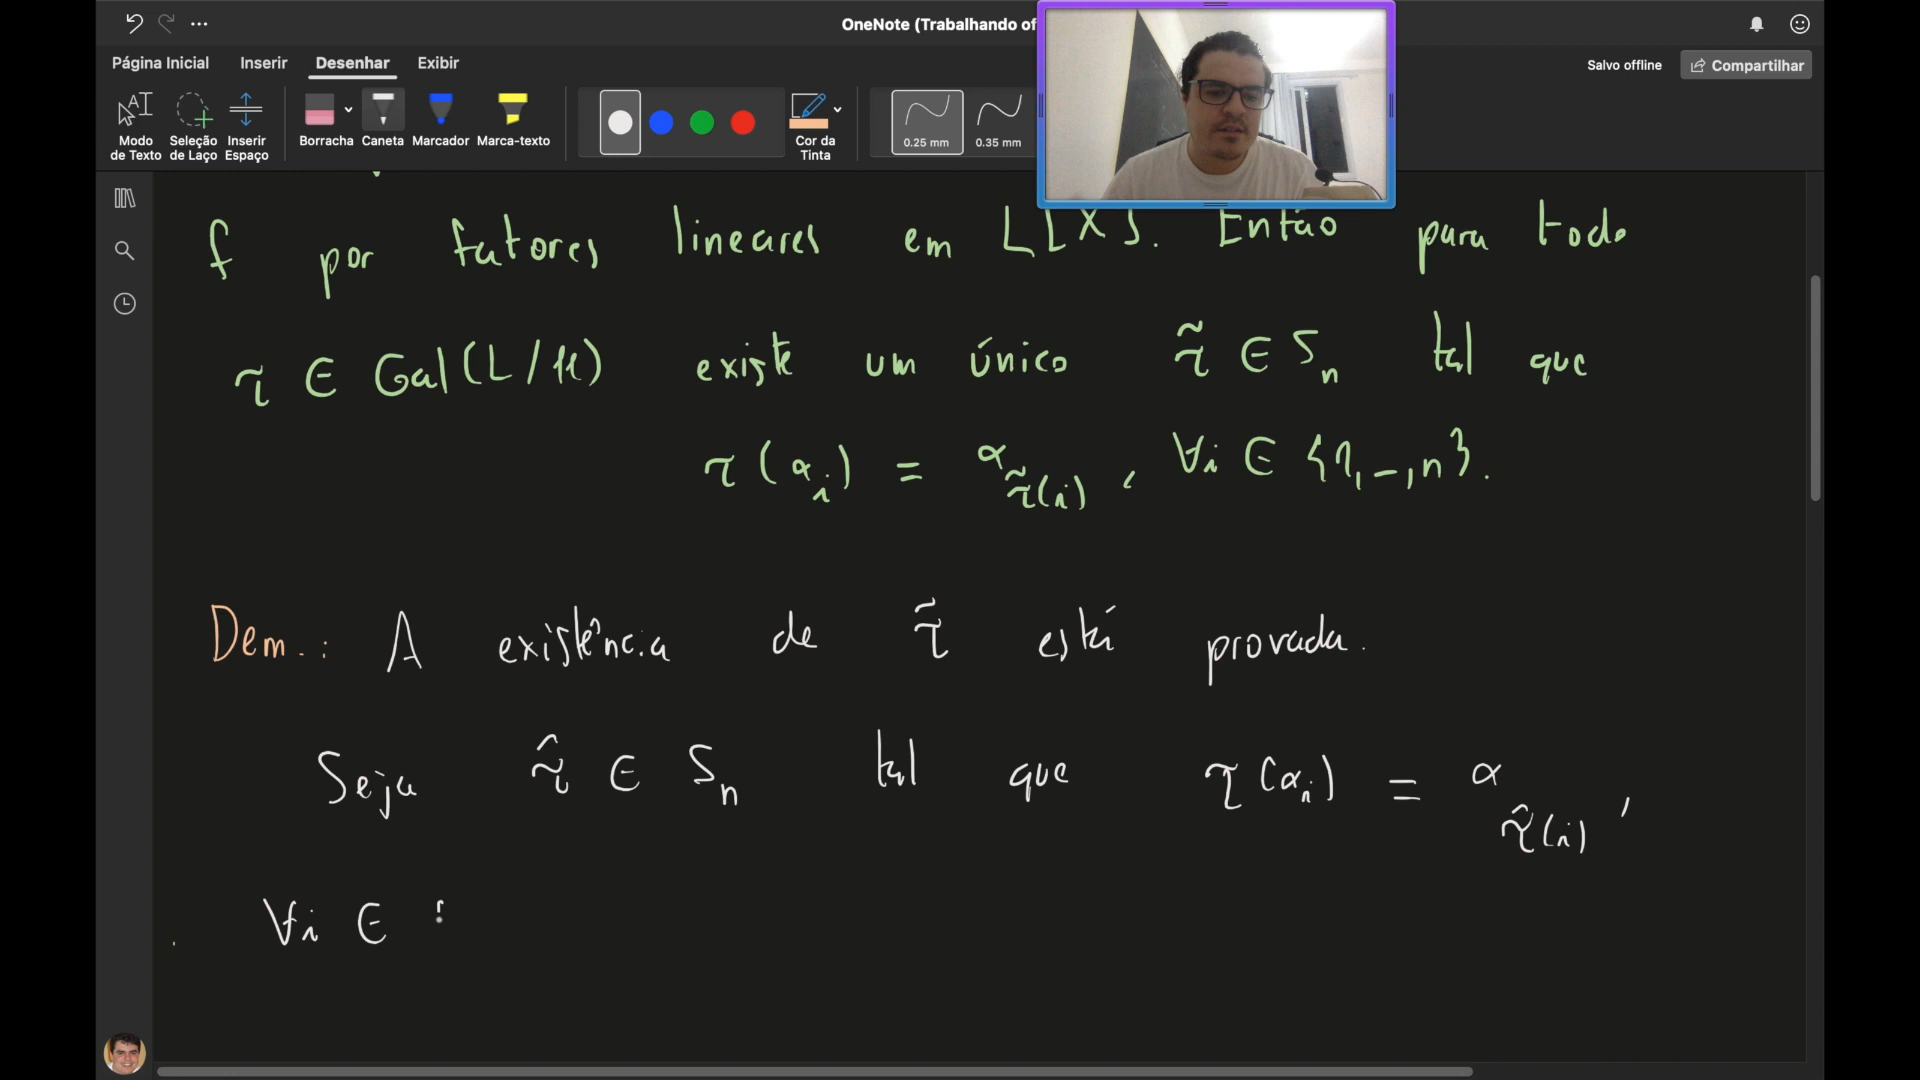 OneNote (Trabalhando of
Página Inicial Inserir Desenhar Exibir
Salvo offline Compartilhar
Modo de Texto
Seleção de Laço
Inserir Espaço
Borracha Caneta Marcador Marca-texto
Cor da Tinta
0.25 mm 0.35 mm
f por fatores lineares em L[X]. Então para todo
τ ∈ Gal(L/K) existe um único τ̃ ∈ Sₙ tal que
τ(αᵢ) = α_τ̃(i), ∀i ∈ {1,-,n}.
Dem.: A existência de τ̃ está provada.
Seja τ̂ ∈ Sₙ tal que τ(αᵢ) = α_τ̂(i),
∀i ∈